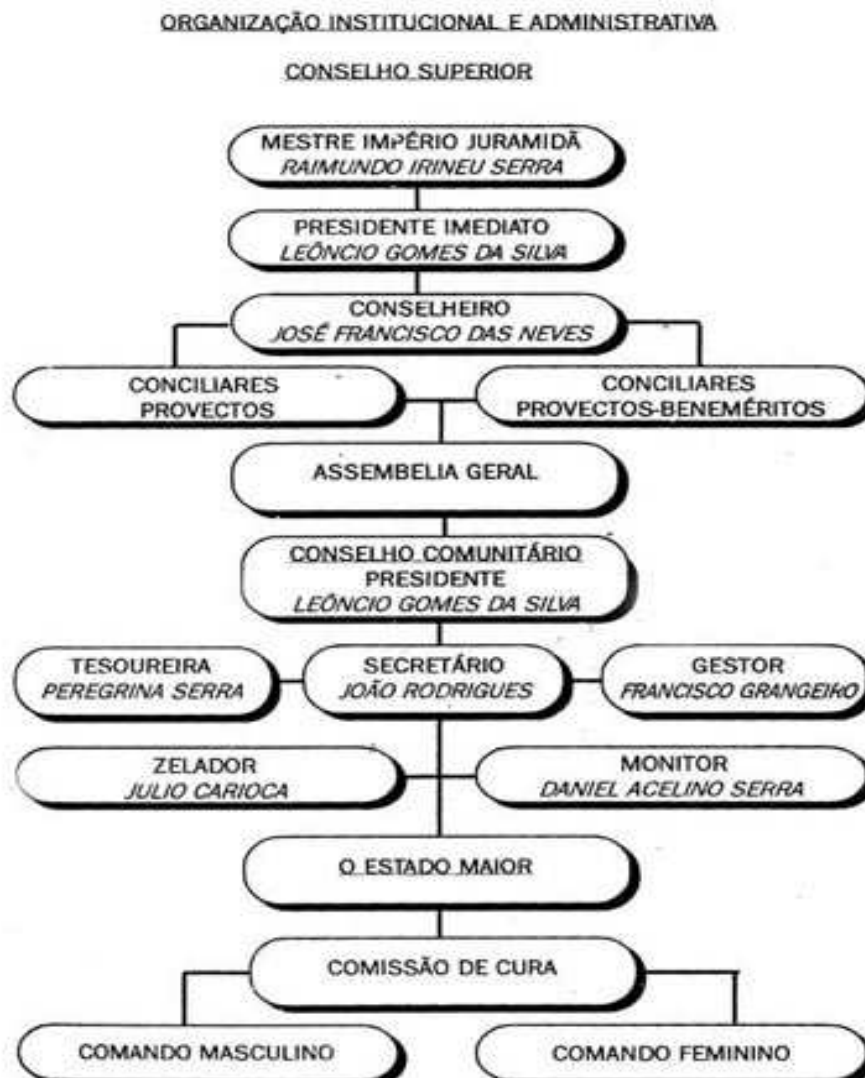 ORGANIZAÇÃO INSTITUCIONAL E ADMINISTRATIVA
CONSELHO SUPERIOR
MESTRE IMPÉRIO JURAMIDÃ
RAIMUNDO IRINEU SERRA
PRESIDENTE IMEDIATO
LEÔNCIO GOMES DA SILVA
CONSELHEIRO
JOSÉ FRANCISCO DAS NEVES
CONCILIARES
PROVECTOS
CONCILIARES
PROVECTOS-BENEMÉRITOS
ASSEMBELIA GERAL
CONSELHO COMUNITÁRIO
PRESIDENTE
LEÔNCIO GOMES DA SILVA
TESOUREIRA
PEREGRINA SERRA
SECRETÁRIO
JOÃO RODRIGUES
GESTOR
FRANCISCO GRANGEIRO
ZELADOR
JULIO CARIOCA
MONITOR
DANIEL ACELINO SERRA
O ESTADO MAIOR
COMISSÃO DE CURA
COMANDO MASCULINO
COMANDO FEMININO